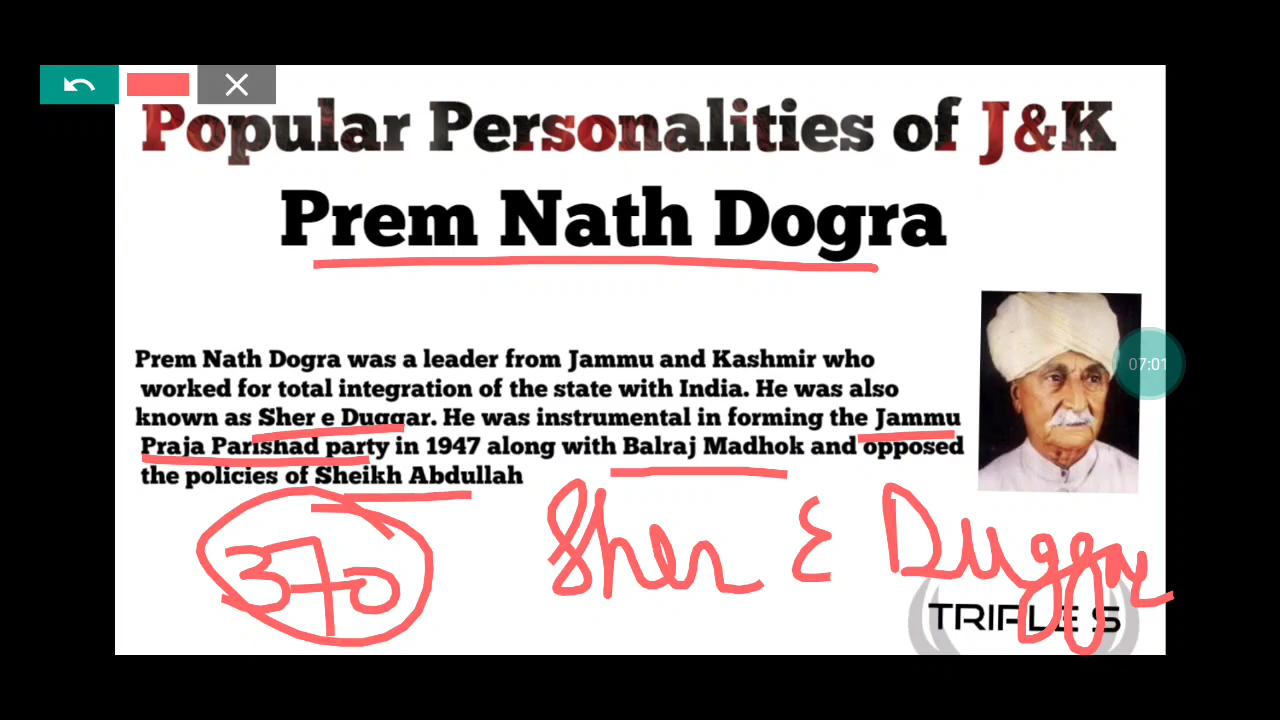 Popular Personalities of J&K
Prem Nath Dogra
Prem Nath Dogra was a leader from Jammu and Kashmir who
worked for total integration of the state with India. He was also
known as Sher e Duggar. He was instrumental in forming the Jammu
Praja Parishad party in 1947 along with Balraj Madhok and opposed
the policies of Sheikh Abdullah
07:01
370
Sher E Duggar
TRIPLE S